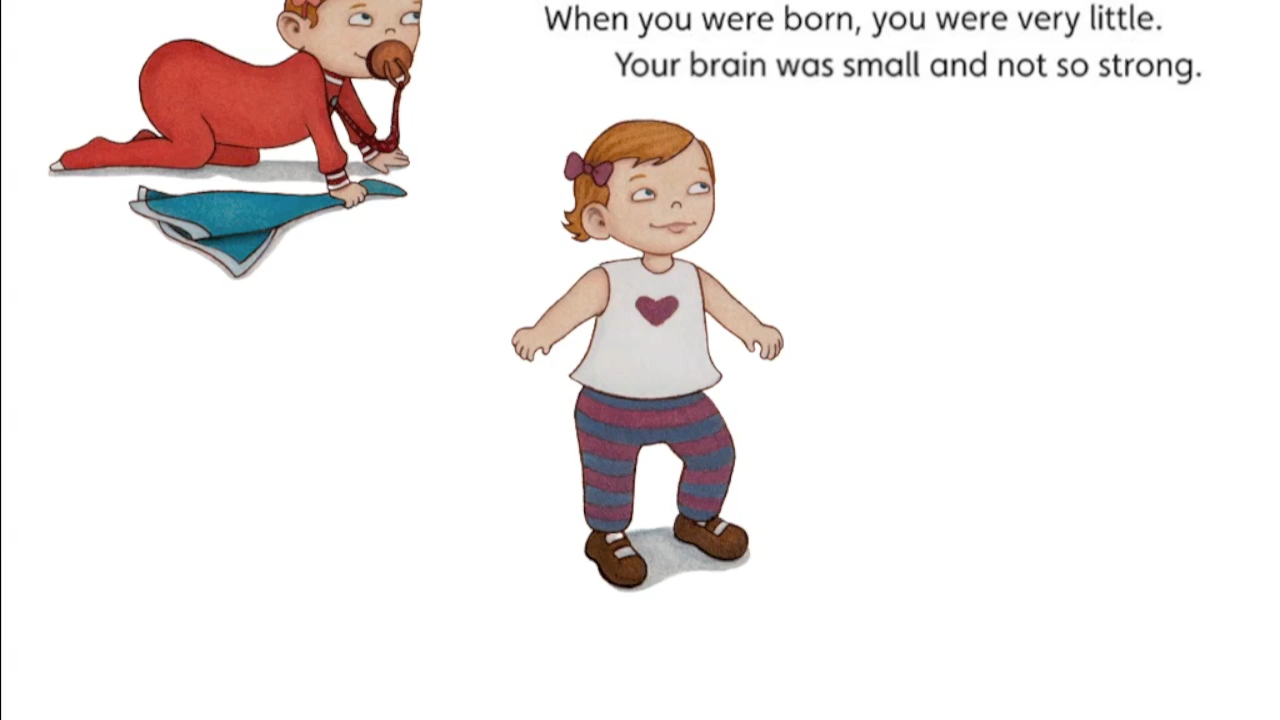 When you were born, you were very little.
Your brain was small and not so strong.